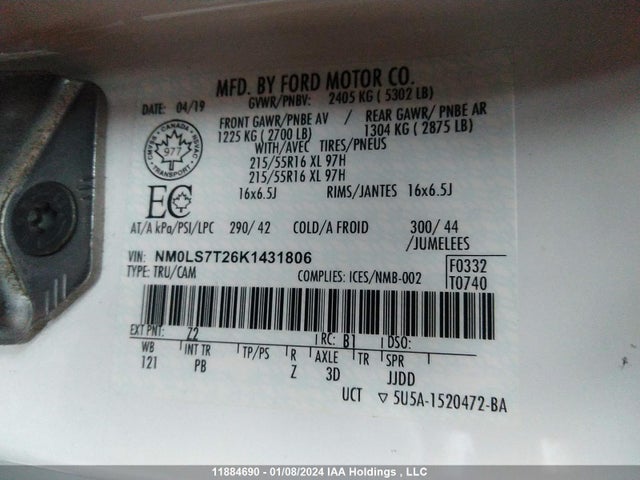 MFD. BY FORD MOTOR CO.
DATE: 04/19 GVWR/PNBV: 2405 KG ( 5302 LB)
FRONT GAWR/PNBE AV / REAR GAWR/ PNBE AR
1225 KG ( 2700 LB) 1304 KG ( 2875 LB)
WITH/AVEC TIRES/PNEUS
215/55R16 XL 97H
215/55R16 XL 97H
16x6.5J RIMS/JANTES 16x6.5J
CANADA
977
TRANSPORT
EC
AT/A kPa/PSI/LPC 290/ 42 COLD/A FROID 300/ 44
/JUMELEES
VIN: NM0LS7T26K1431806 F0332
TYPE: TRU/CAM COMPLIES: ICES/NMB-002 T0740
EXT PNT: Z2 RC: B1 DSO:
WB INT TR TP/PS R AXLE TR SPR
121 PB Z 3D JJDD
UCT ▽ 5U5A-1520472-BA
11884690 - 01/08/2024 IAA Holdings , LLC